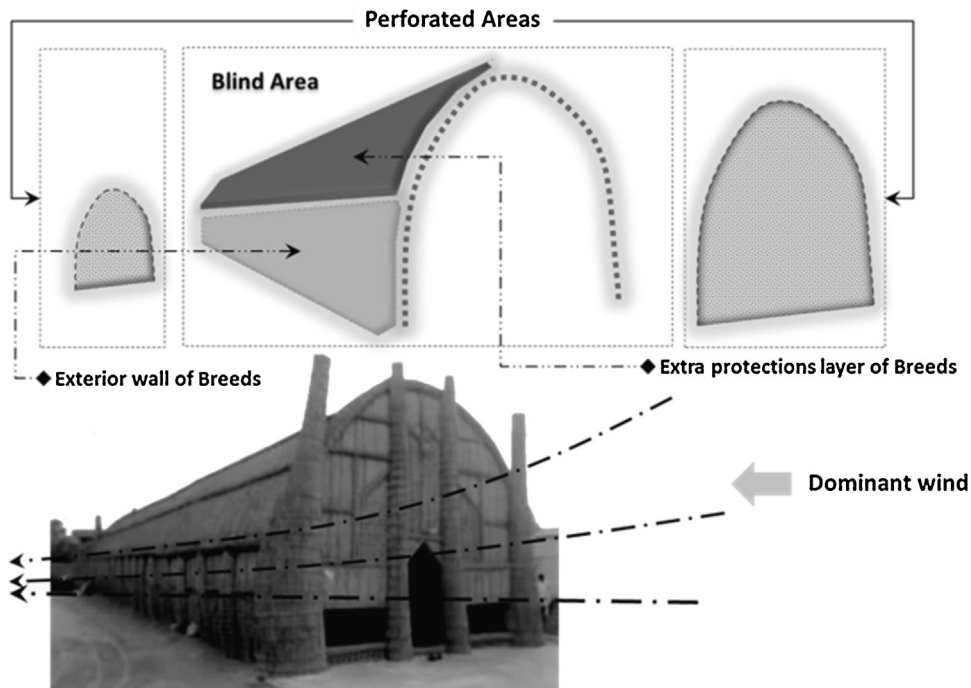 Perforated Areas
Blind Area
Exterior wall of Breeds
Extra protections layer of Breeds
Dominant wind